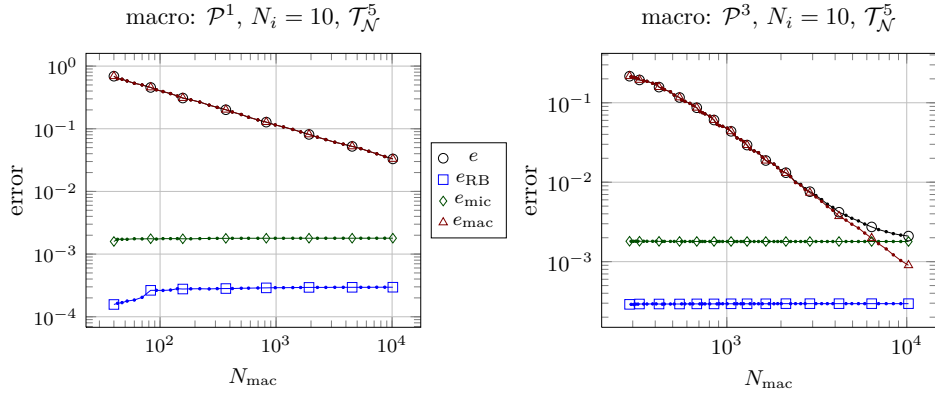 macro: 𝒫¹, Nᵢ = 10, 𝒯⁵_𝒩
10⁰
10⁻¹
10⁻²
10⁻³
10⁻⁴
error
10²
10³
10⁴
N_mac
e
e_RB
e_mic
e_mac
macro: 𝒫³, Nᵢ = 10, 𝒯⁵_𝒩
10⁻¹
10⁻²
10⁻³
error
10³
10⁴
N_mac